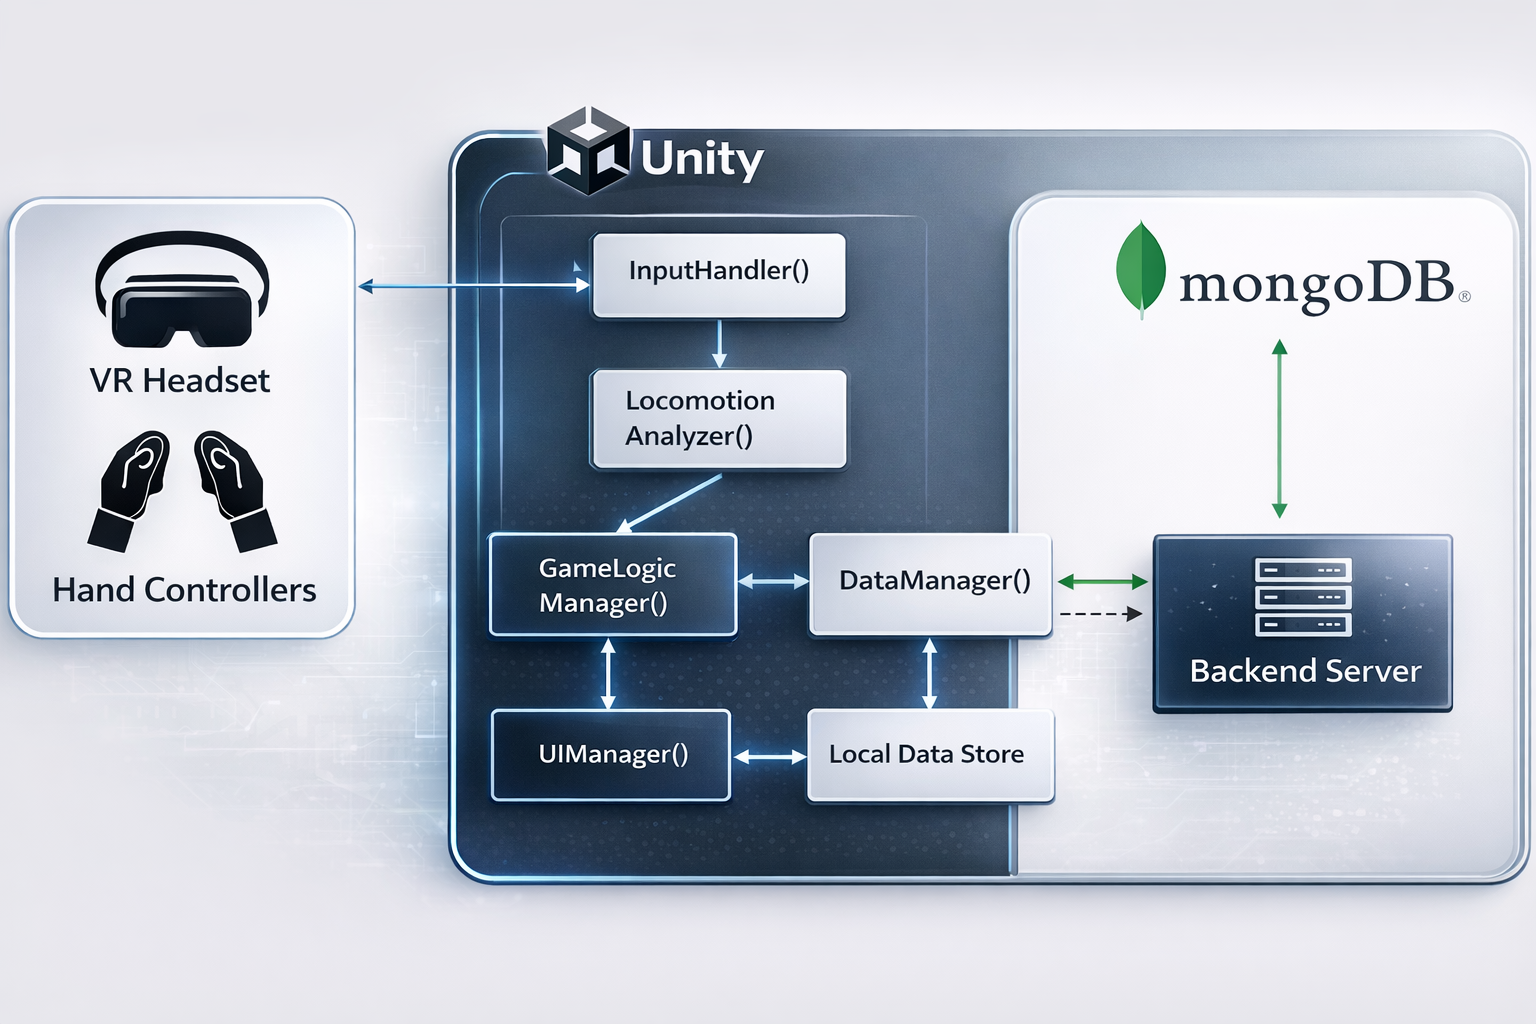 Unity
VR Headset
Hand Controllers
InputHandler()
Locomotion
Analyzer()
GameLogic
Manager()
DataManager()
UIManager()
Local Data Store
mongoDB®
Backend Server